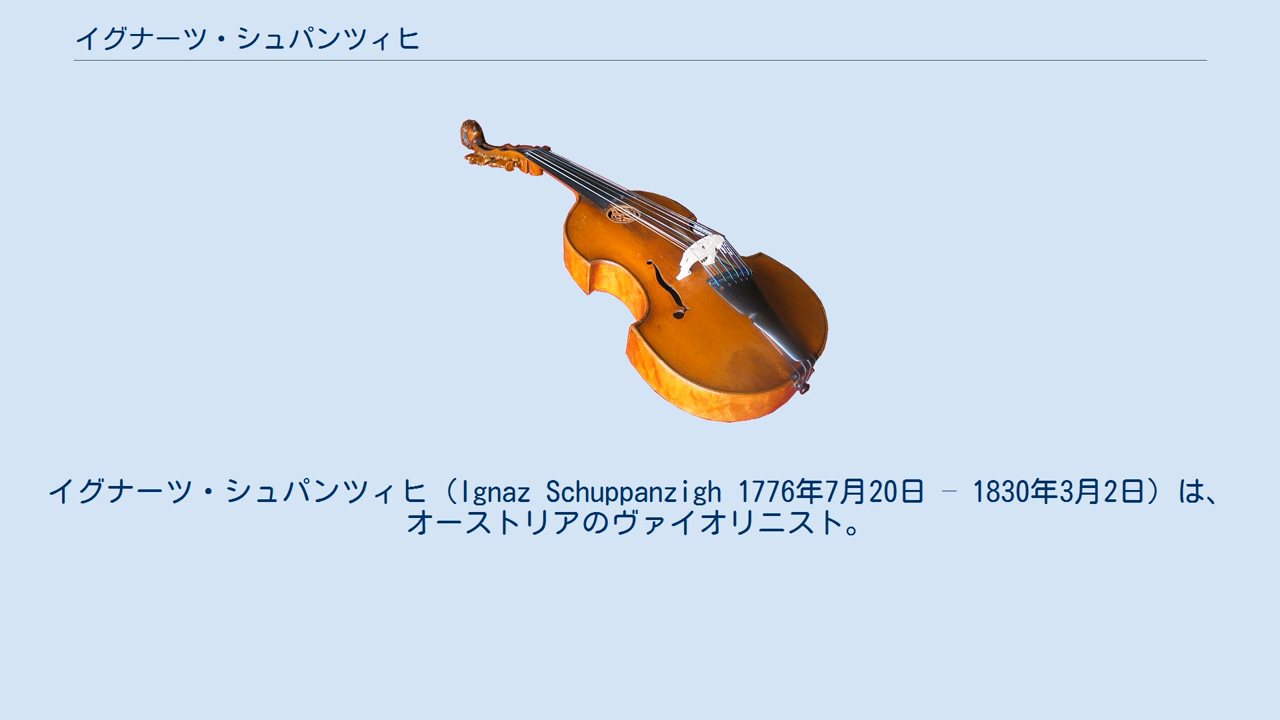 イグナーツ・シュパンツィヒ
イグナーツ・シュパンツィヒ（Ignaz Schuppanzigh 1776年7月20日 – 1830年3月2日）は、
オーストリアのヴァイオリニスト。